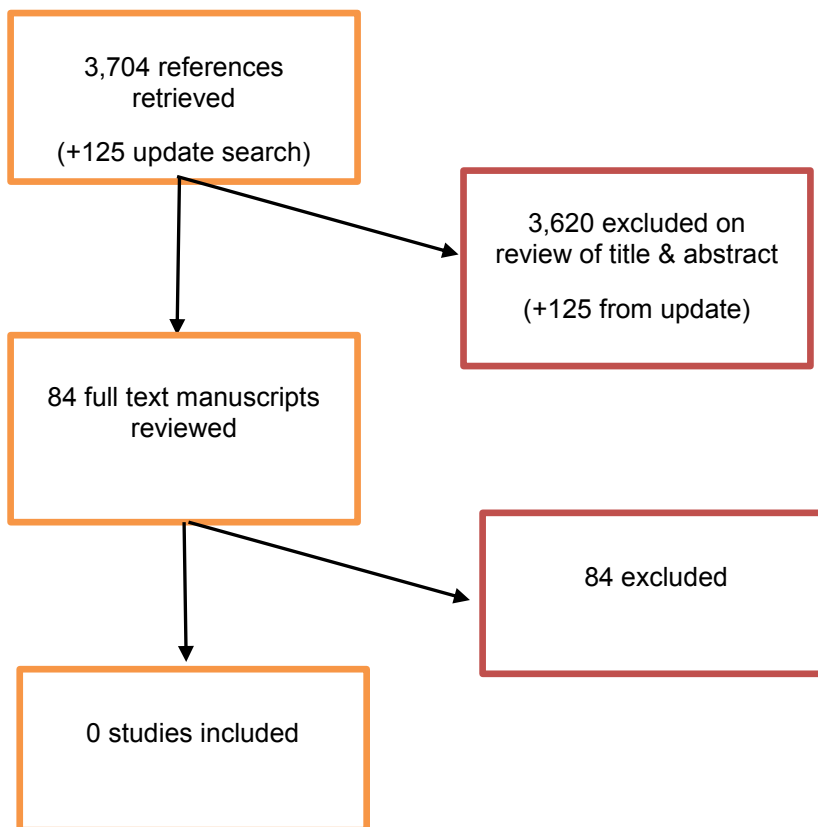 3,704 references
retrieved
(+125 update search)
3,620 excluded on
review of title & abstract
(+125 from update)
84 full text manuscripts
reviewed
84 excluded
0 studies included